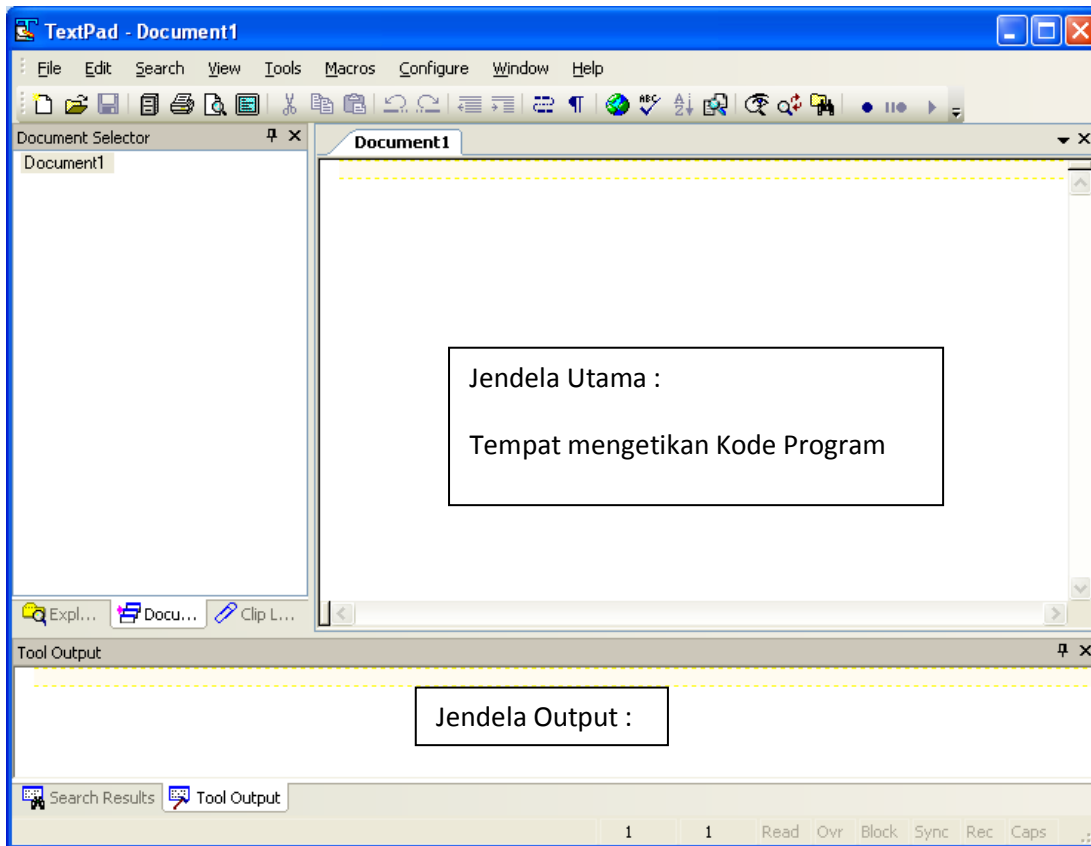 TextPad - Document1
File Edit Search View Tools Macros Configure Window Help
ABC
A
Z
Document Selector
Document1
Document1
Jendela Utama :
Tempat mengetikan Kode Program
Expl... Docu... Clip L...
Tool Output
Jendela Output :
Search Results Tool Output
1 1 Read Ovr Block Sync Rec Caps